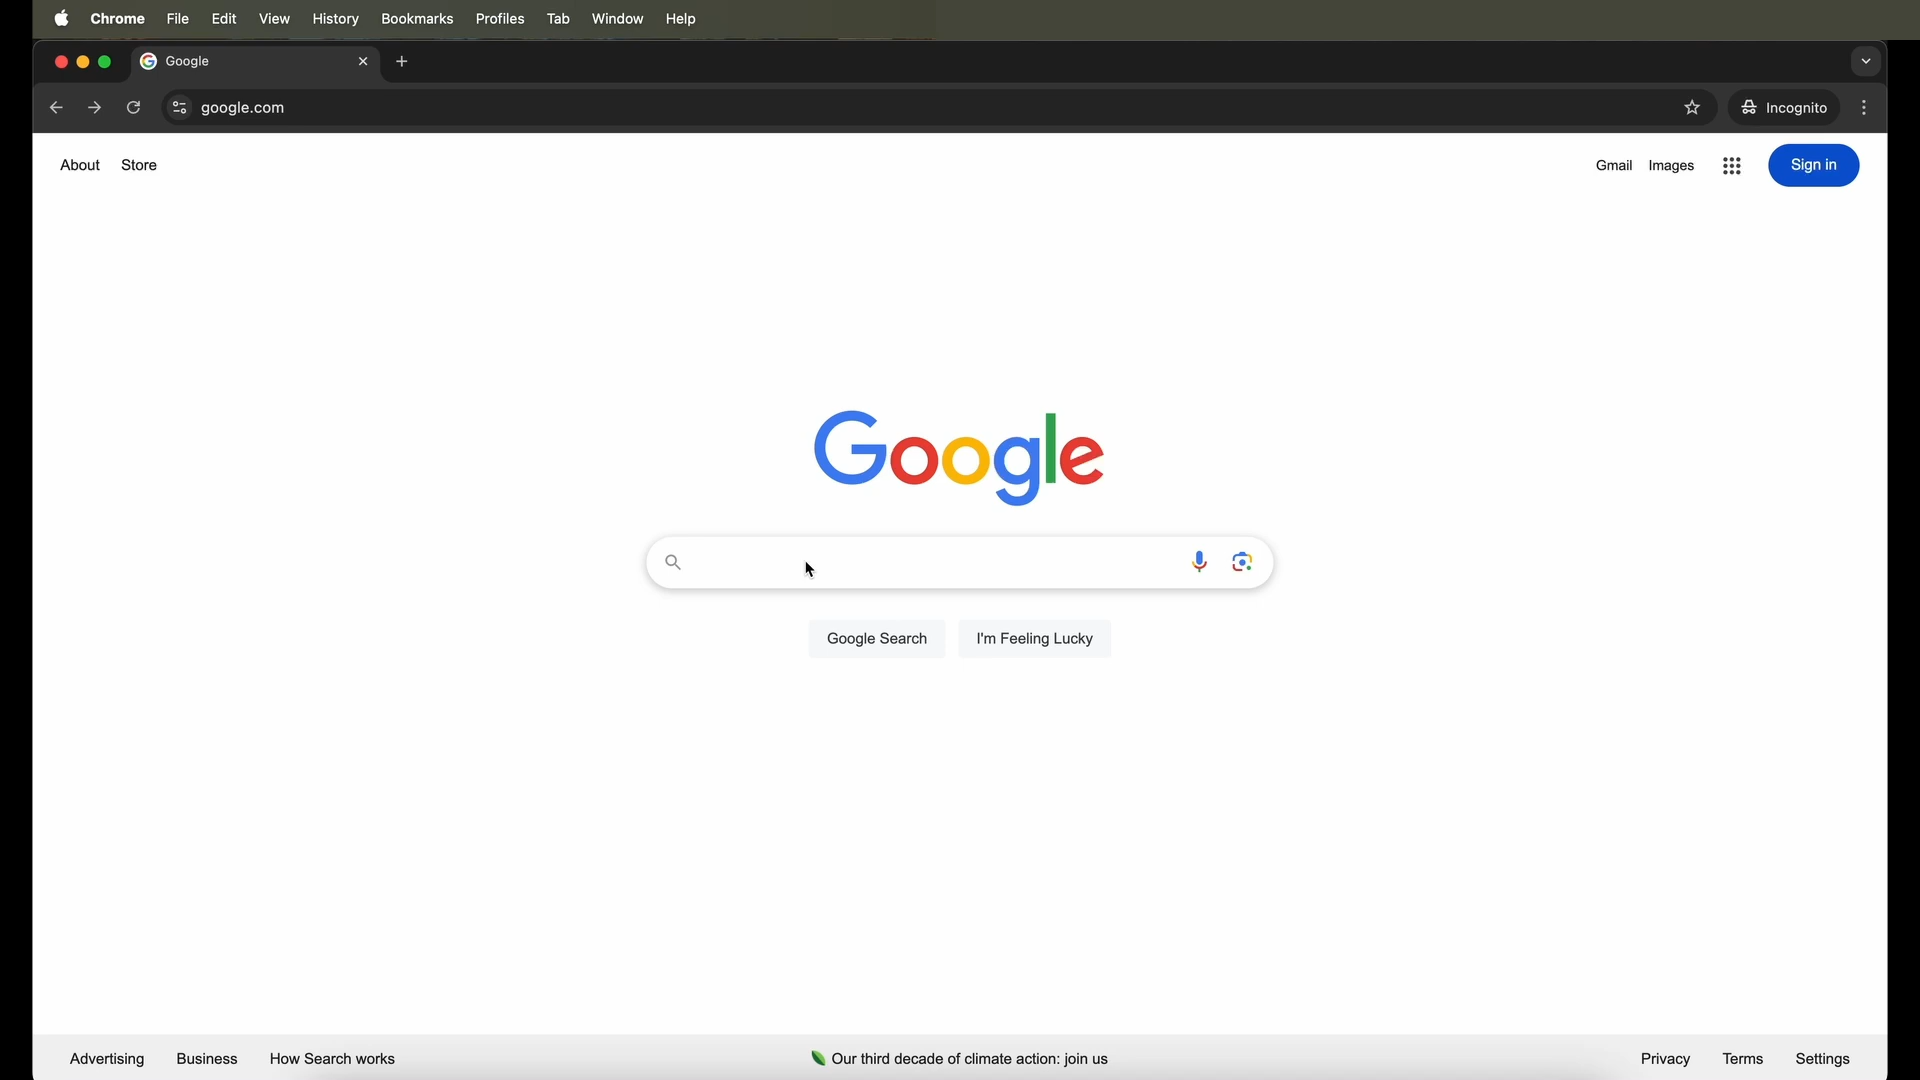 Chrome File Edit View History Bookmarks Profiles Tab Window Help
Google
google.com Incognito
About Store Gmail Images Sign in
Google
Google Search I'm Feeling Lucky
Advertising Business How Search works Our third decade of climate action: join us Privacy Terms Settings